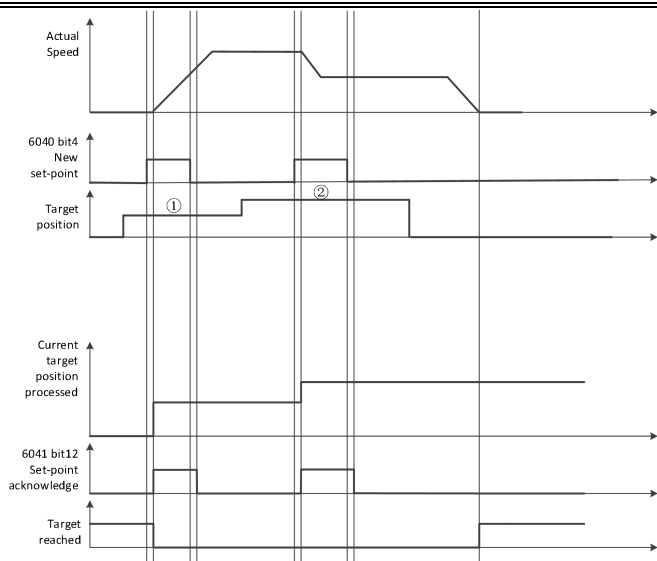 Actual
Speed
6040 bit4
New
set-point
Target
position
①
②
Current
target
position
processed
6041 bit12
Set-point
acknowledge
Target
reached